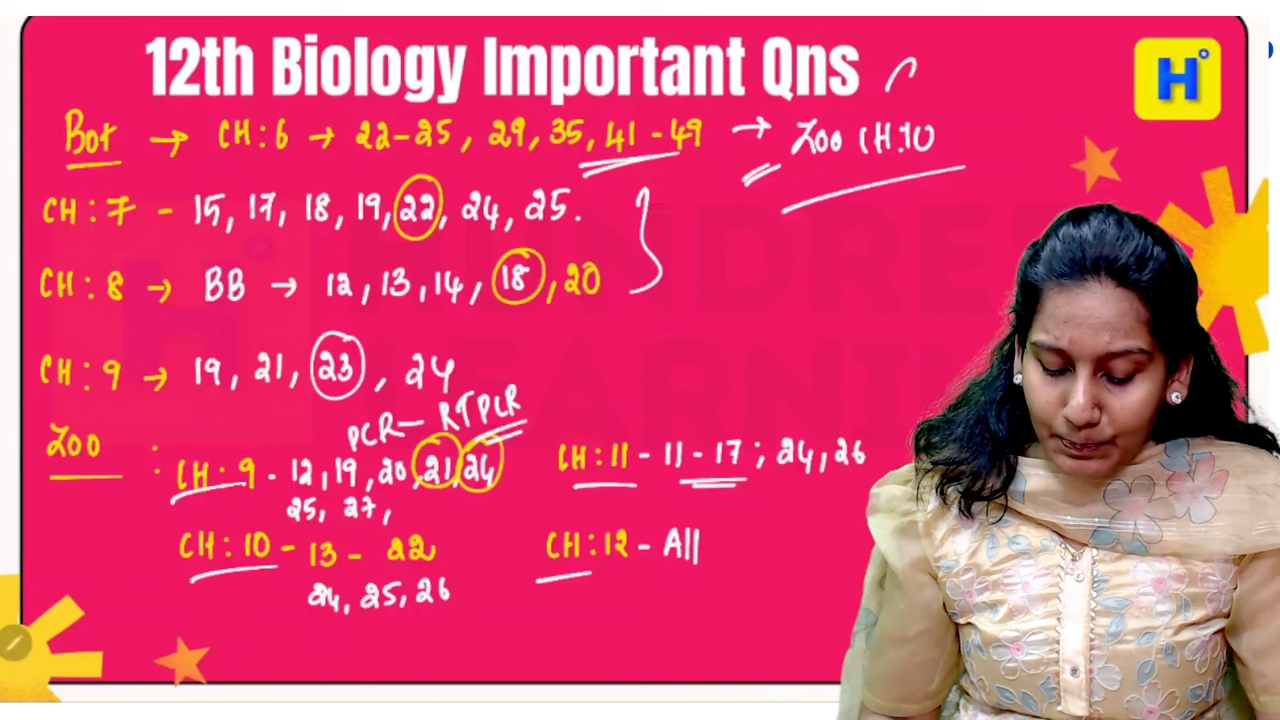 12th Biology Important Qns
H
Bot → CH:6 → 22-25, 29, 35, 41-49 → Zoo CH:10
CH:7 - 15, 17, 18, 19, 22, 24, 25.
CH:8 → BB → 12, 13, 14, 18, 20
CH:9 → 19, 21, 23, 24
PCR - RTPCR
Zoo :
CH:9 - 12, 19, 20, 21, 24
25, 27,
CH:11 - 11-17; 24, 26
CH:10 - 13 - 22
24, 25, 26
CH:12 - All